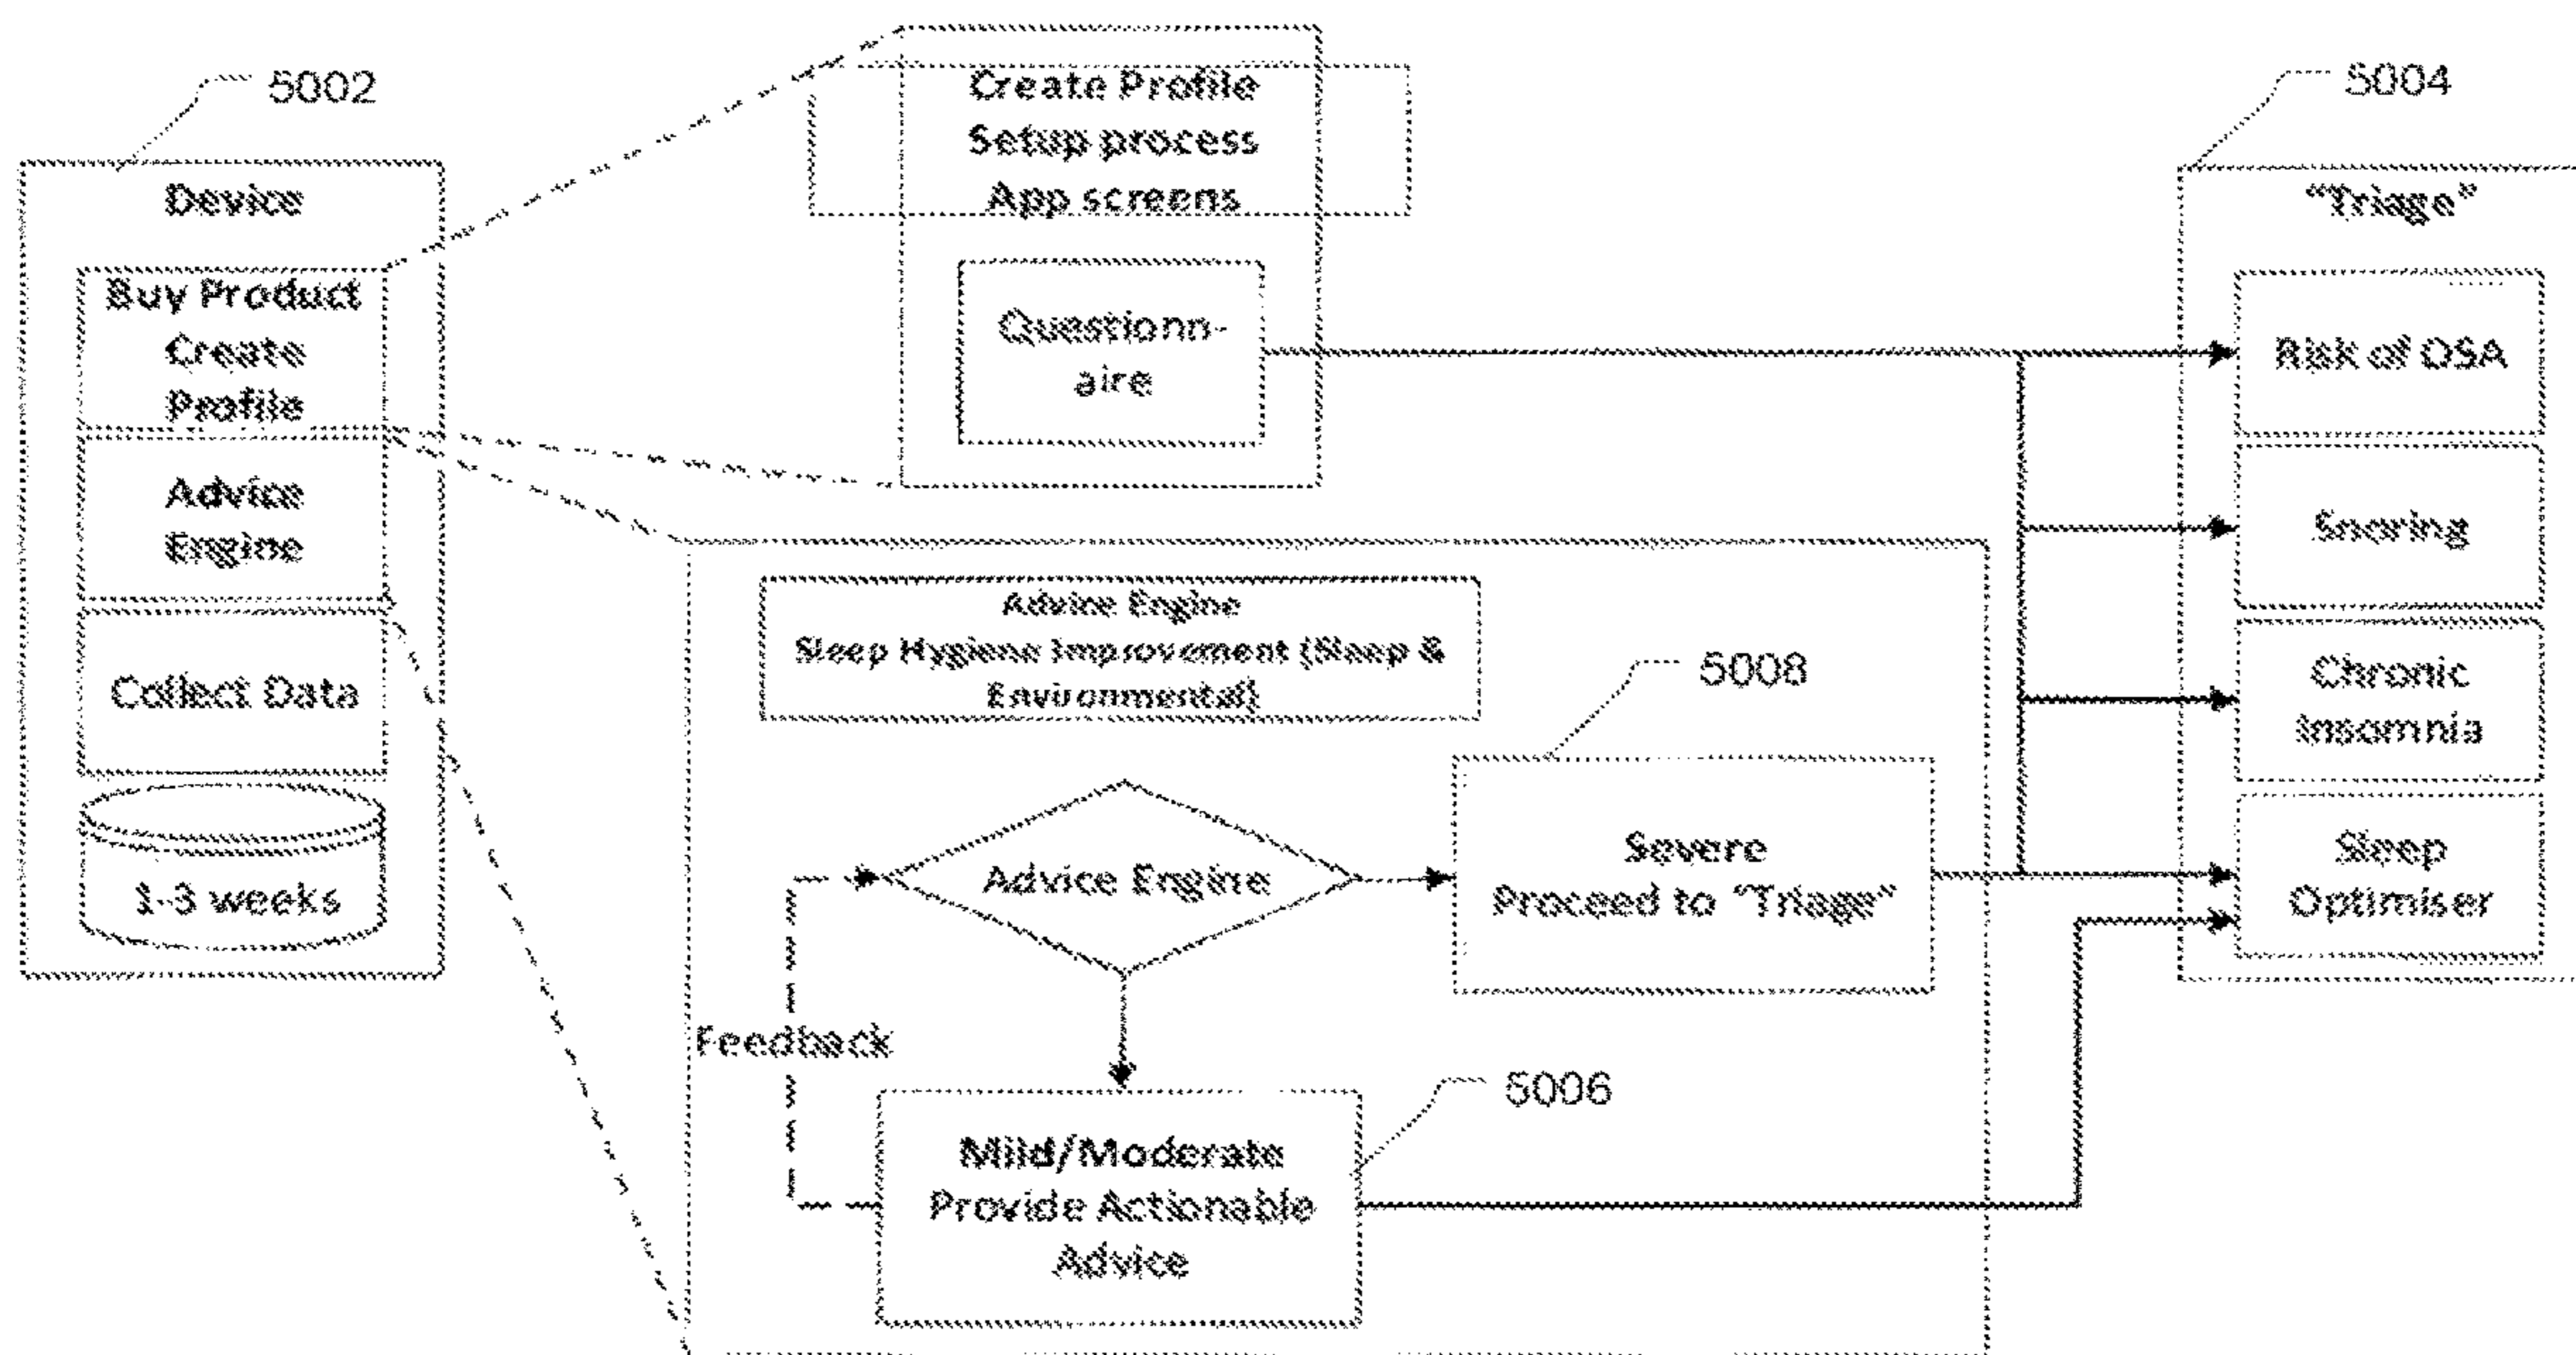 5002
Device
Buy Product
Create
Profile
Advice
Engine
Collect Data
1-3 weeks
Create Profile
Setup process
App screens
Questionn-
aire
Advice Engine
Sleep Hygiene Improvement (Sleep &
Environmental)
Advice Engine
Feedback
5008
Severe
Proceed to "Triage"
5006
Mild/Moderate
Provide Actionable
Advice
5004
"Triage"
Risk of OSA
Snoring
Chronic
Insomnia
Sleep
Optimiser